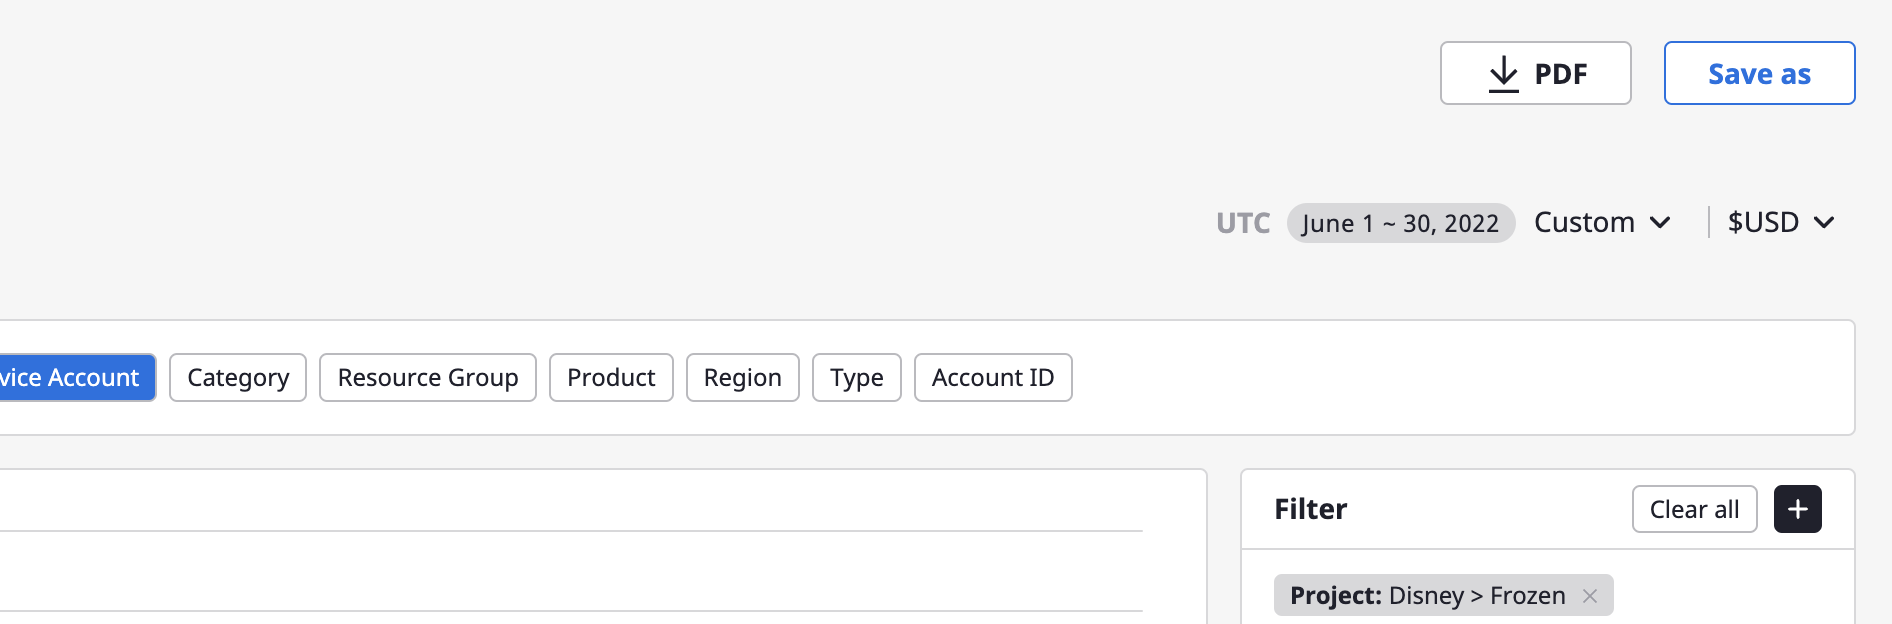 PDF Save as
UTC June 1 ~ 30, 2022 Custom $USD
vice Account Category Resource Group Product Region Type Account ID
Filter Clear all
Project: Disney > Frozen